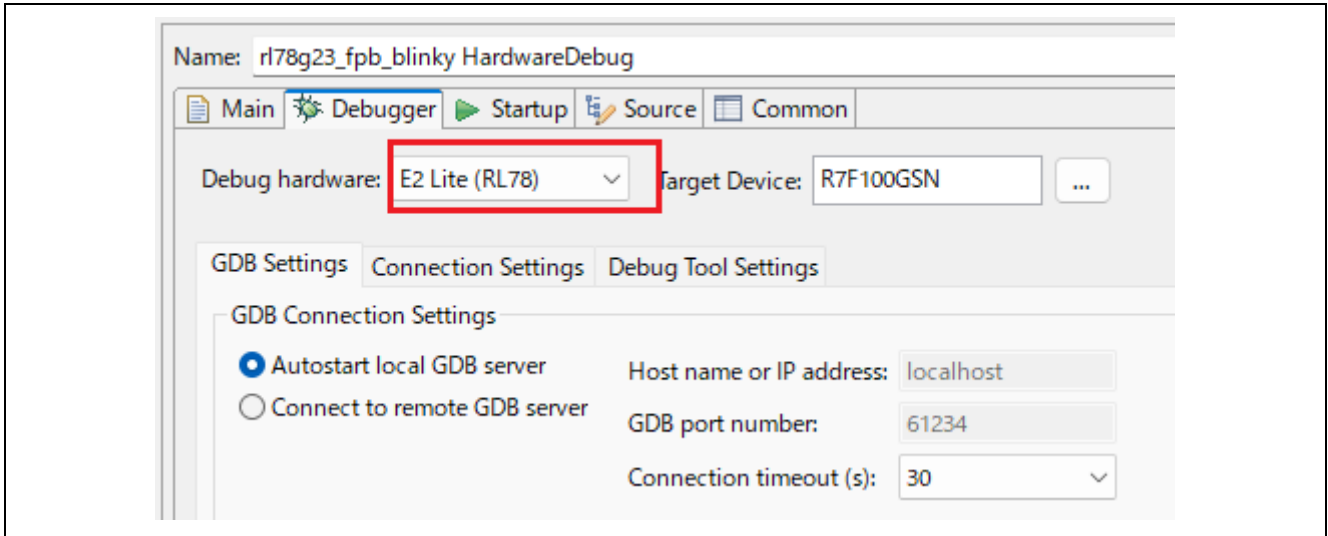 Name: rl78g23_fpb_blinky HardwareDebug
Main Debugger Startup Source Common
Debug hardware: E2 Lite (RL78) Target Device: R7F100GSN ...
GDB Settings Connection Settings Debug Tool Settings
GDB Connection Settings
Autostart local GDB server Host name or IP address: localhost
Connect to remote GDB server GDB port number: 61234
Connection timeout (s): 30